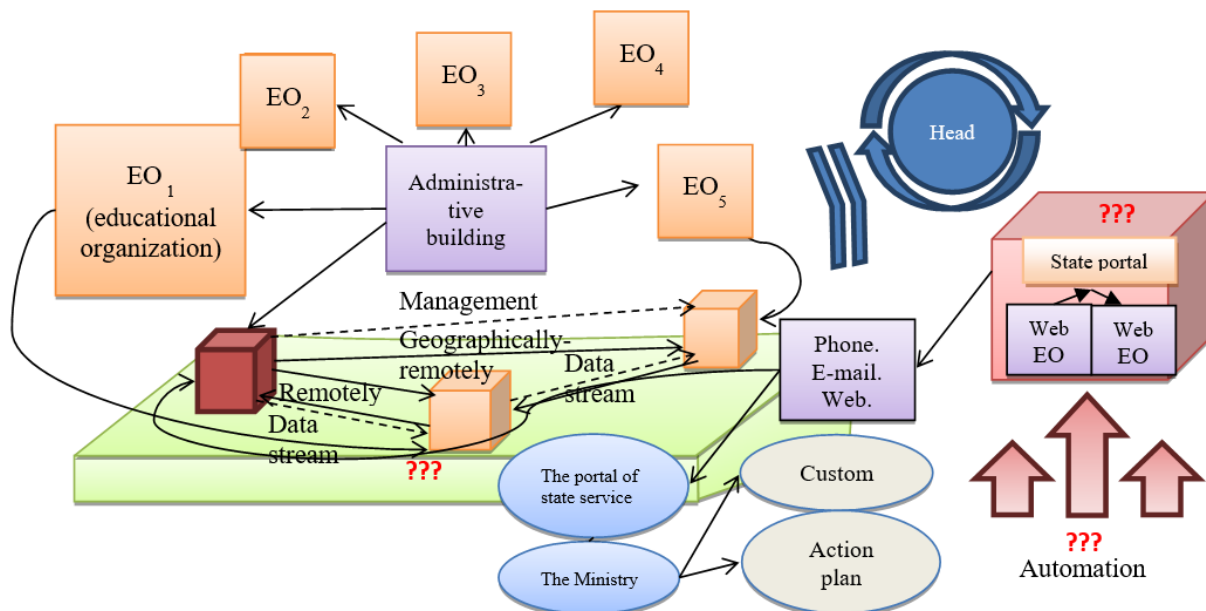 EO₄
EO₃
EO₂
Head
EO₁
(educational
organization)
Administra-
tive
building
EO₅
???
State portal
Web
EO
Web
EO
Management
Geographically-
remotely
Data
stream
Remotely
Data
stream
???
Phone.
E-mail.
Web.
The portal of
state service
Custom
The Ministry
Action
plan
???
Automation